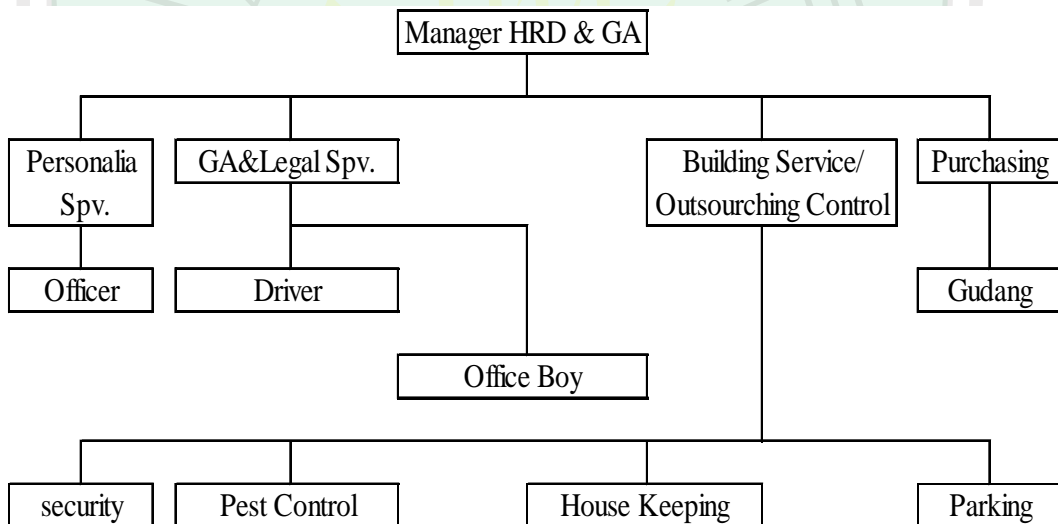 Manager HRD & GA
Personalia
Spv.
GA&Legal Spv.
Building Service/
Outsourching Control
Purchasing
Officer
Driver
Gudang
Office Boy
security
Pest Control
House Keeping
Parking